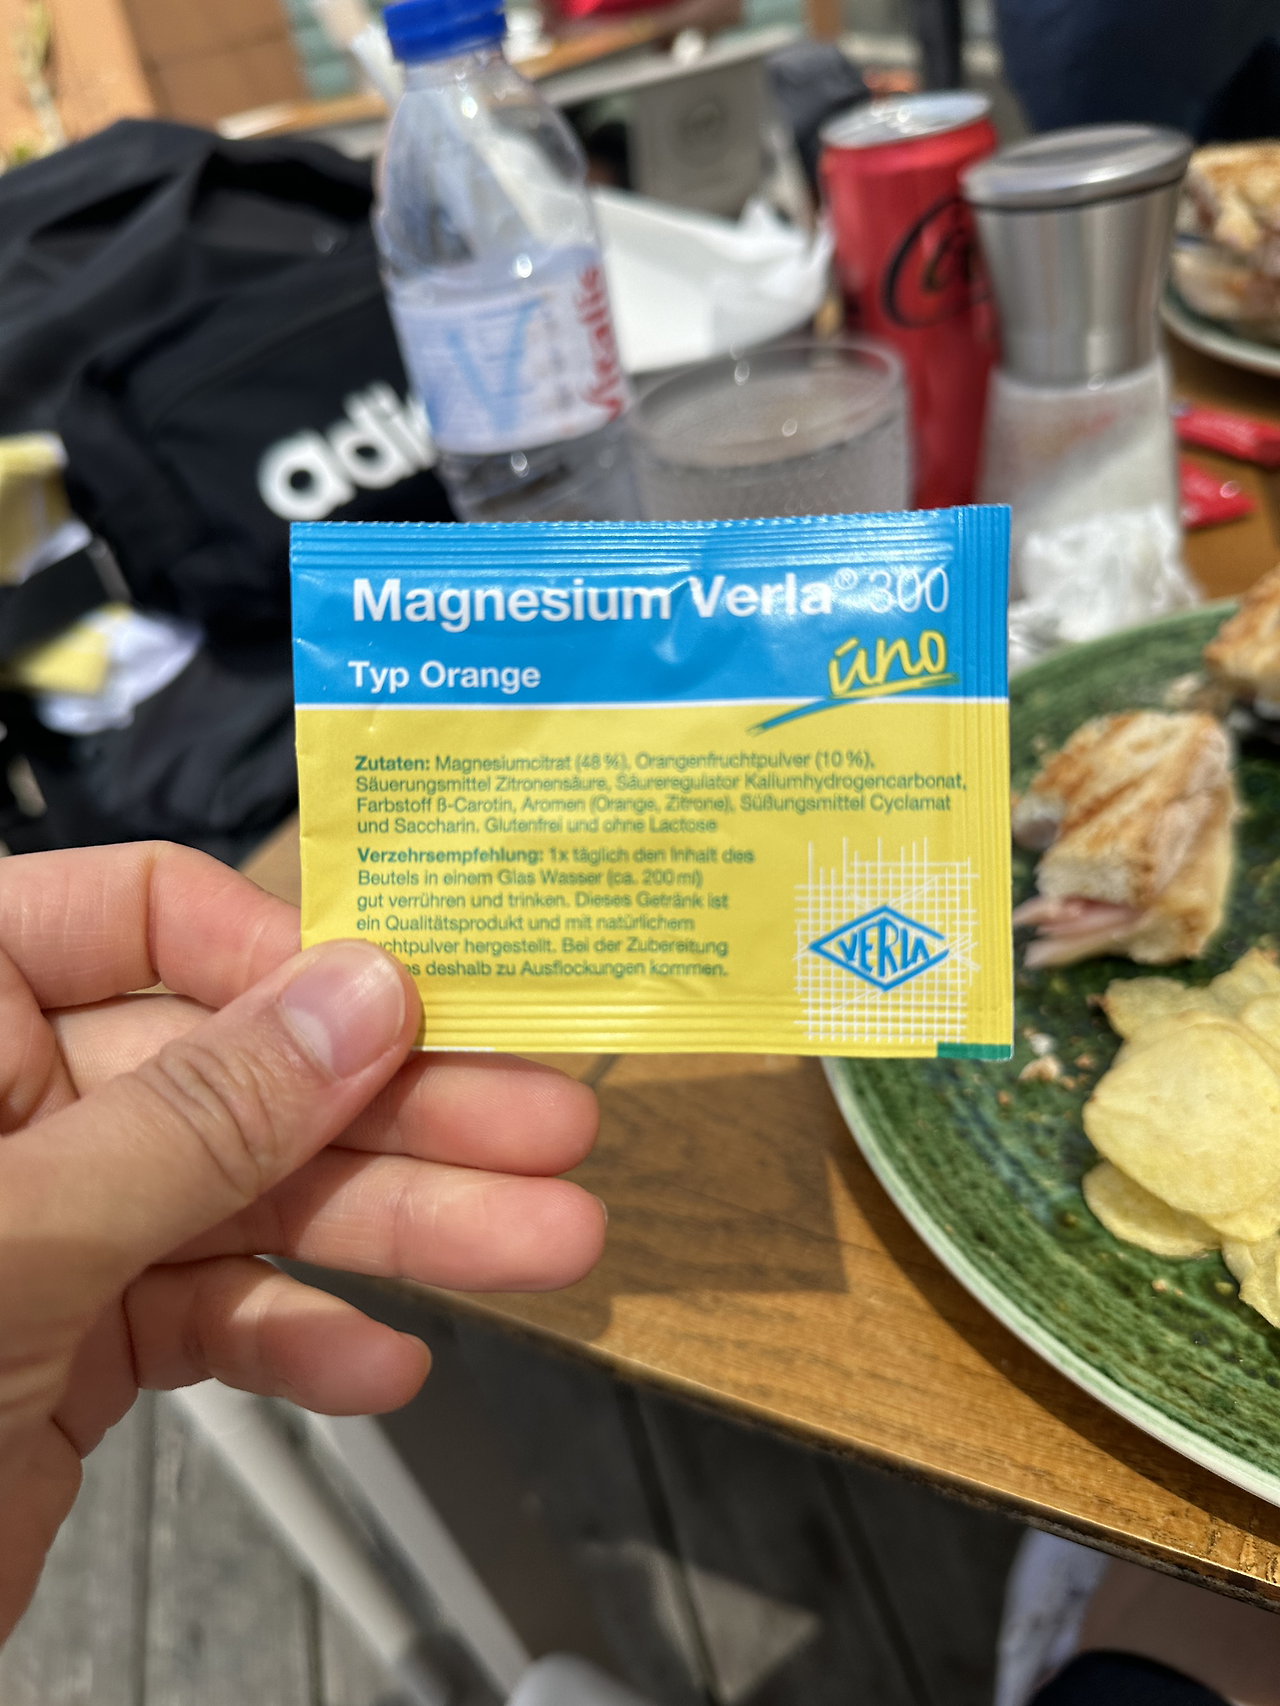 Vitalis
adi
Magnesium Verla® 300
uno
Typ Orange
Zutaten: Magnesiumcitrat (48 %), Orangenfruchtpulver (10 %),
Säuerungsmittel Zitronensäure, Säureregulator Kaliumhydrogencarbonat,
Farbstoff ß-Carotin, Aromen (Orange, Zitrone), Süßungsmittel Cyclamat
und Saccharin. Glutenfrei und ohne Lactose
Verzehrsempfehlung: 1x täglich den Inhalt des
Beutels in einem Glas Wasser (ca. 200 ml)
gut verrühren und trinken. Dieses Getränk ist
ein Qualitätsprodukt und mit natürlichem
uchtpulver hergestellt. Bei der Zubereitung
es deshalb zu Ausflockungen kommen.
VERLA